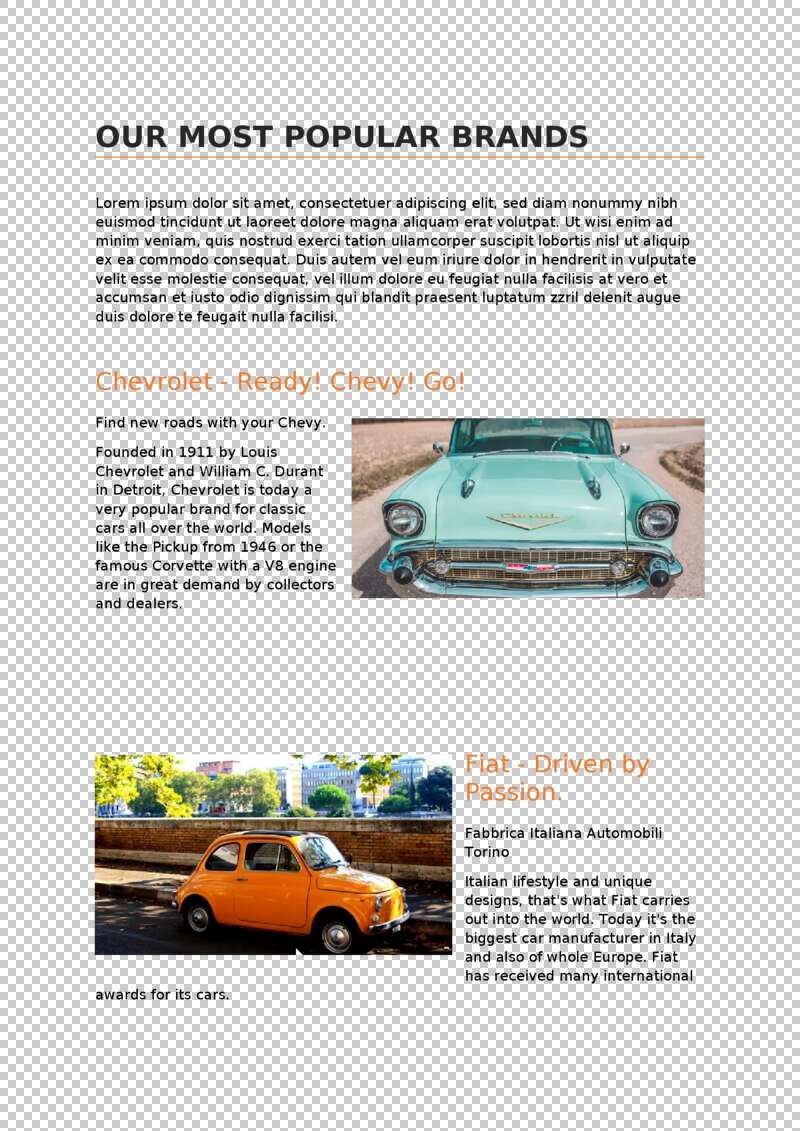 OUR MOST POPULAR BRANDS
Lorem ipsum dolor sit amet, consectetuer adipiscing elit, sed diam nonummy nibh
euismod tincidunt ut laoreet dolore magna aliquam erat volutpat. Ut wisi enim ad
minim veniam, quis nostrud exerci tation ullamcorper suscipit lobortis nisl ut aliquip
ex ea commodo consequat. Duis autem vel eum iriure dolor in hendrerit in vulputate
velit esse molestie consequat, vel illum dolore eu feugiat nulla facilisis at vero et
accumsan et iusto odio dignissim qui blandit praesent luptatum zzril delenit augue
duis dolore te feugait nulla facilisi.
Chevrolet - Ready! Chevy! Go!
Find new roads with your Chevy.
Founded in 1911 by Louis
Chevrolet and William C. Durant
in Detroit, Chevrolet is today a
very popular brand for classic
cars all over the world. Models
like the Pickup from 1946 or the
famous Corvette with a V8 engine
are in great demand by collectors
and dealers.
Chevrolet
Fiat - Driven by
Passion.
Fabbrica Italiana Automobili
Torino
Italian lifestyle and unique
designs, that's what Fiat carries
out into the world. Today it's the
biggest car manufacturer in Italy
and also of whole Europe. Fiat
has received many international
awards for its cars.